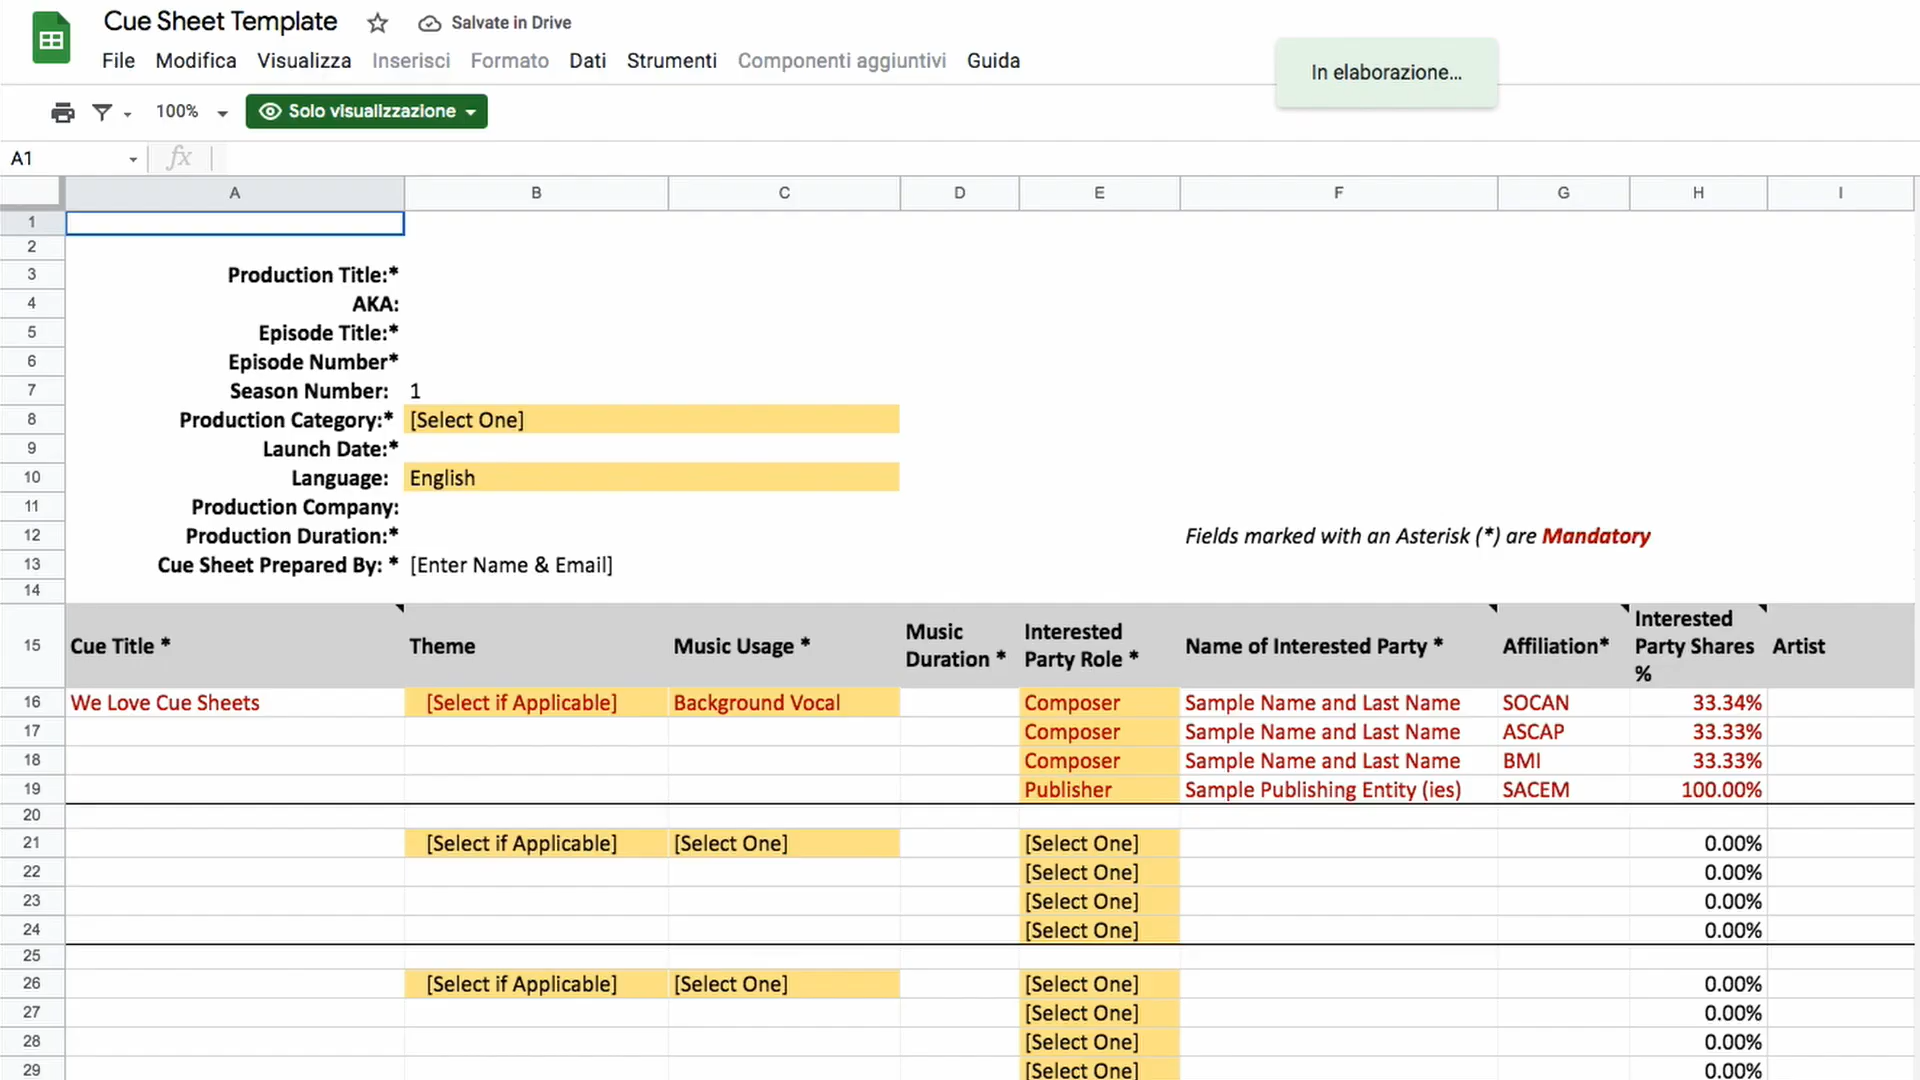 Cue Sheet Template
Salvate in Drive
File Modifica Visualizza Inserisci Formato Dati Strumenti Componenti aggiuntivi Guida
In elaborazione...
100% Solo visualizzazione
A1 fx
A B C D E F G H I
1
2
3 Production Title:*
4 AKA:
5 Episode Title:*
6 Episode Number*
7 Season Number: 1
8 Production Category:* [Select One]
9 Launch Date:*
10 Language: English
11 Production Company:
12 Production Duration:* Fields marked with an Asterisk (*) are Mandatory
13 Cue Sheet Prepared By: * [Enter Name & Email]
14
15 Cue Title * Theme Music Usage * Music Duration * Interested Party Role * Name of Interested Party * Affiliation* Interested Party Shares % Artist
16 We Love Cue Sheets [Select if Applicable] Background Vocal Composer Sample Name and Last Name SOCAN 33.34%
17 Composer Sample Name and Last Name ASCAP 33.33%
18 Composer Sample Name and Last Name BMI 33.33%
19 Publisher Sample Publishing Entity (ies) SACEM 100.00%
20
21 [Select if Applicable] [Select One] [Select One] 0.00%
22 [Select One] 0.00%
23 [Select One] 0.00%
24 [Select One] 0.00%
25
26 [Select if Applicable] [Select One] [Select One] 0.00%
27 [Select One] 0.00%
28 [Select One] 0.00%
29 [Select One] 0.00%